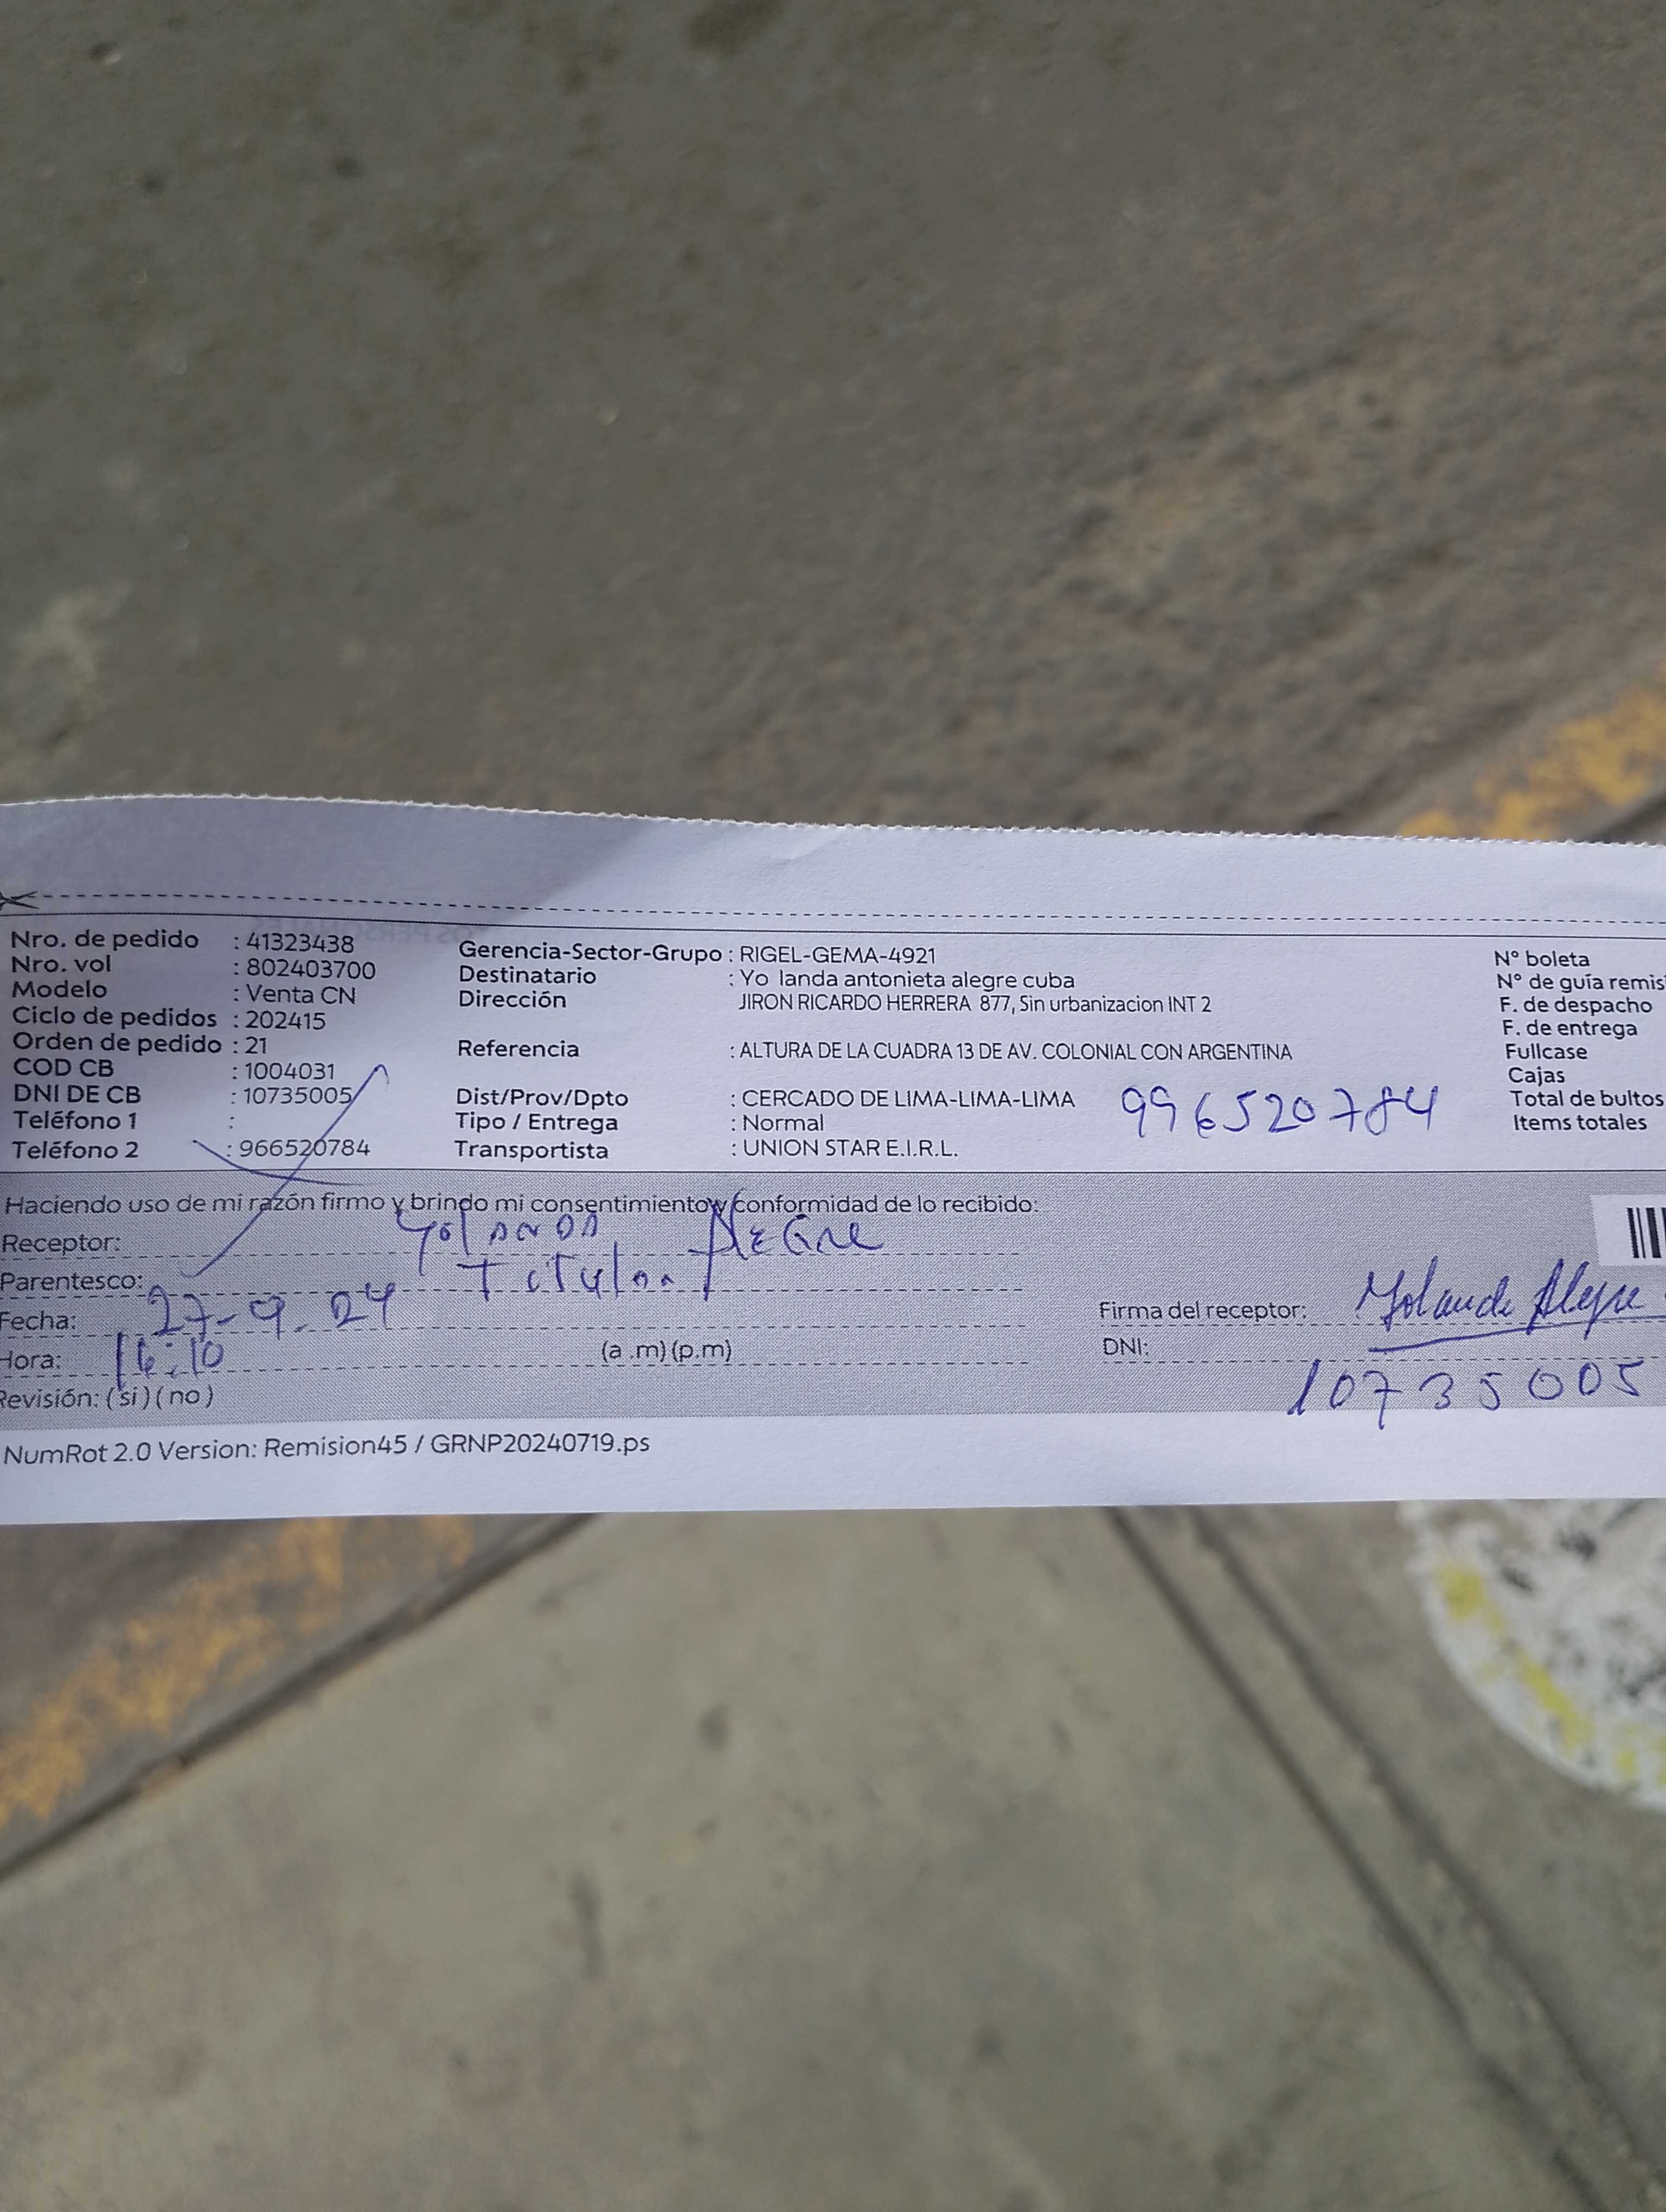 Nro. de pedido : 41323438
Nro. vol : 802403700
Modelo : Venta CN
Ciclo de pedidos : 202415
Orden de pedido : 21
COD CB : 1004031
DNI DE CB : 10735005
Teléfono 1 :
Teléfono 2 : 966520784
Gerencia-Sector-Grupo : RIGEL-GEMA-4921
Destinatario : Yo landa antonieta alegre cuba
Dirección JIRON RICARDO HERRERA 877, Sin urbanizacion INT 2
Referencia : ALTURA DE LA CUADRA 13 DE AV. COLONIAL CON ARGENTINA
Dist/Prov/Dpto : CERCADO DE LIMA-LIMA-LIMA
Tipo / Entrega : Normal
Transportista : UNION STAR E.I.R.L.
996520784
N° boleta
N° de guía remis
F. de despacho
F. de entrega
Fullcase
Cajas
Total de bultos
Items totales
Haciendo uso de mi razón firmo y brindo mi consentimiento y conformidad de lo recibido:
Receptor: Yolanda Alegre
Parentesco: Titular
Fecha: 27-9-24
Hora: 16:10 (a .m) (p.m)
Revisión: ( si ) ( no )
Firma del receptor: Yolanda Alegre
DNI: 10735005
NumRot 2.0 Version: Remision45 / GRNP20240719.ps